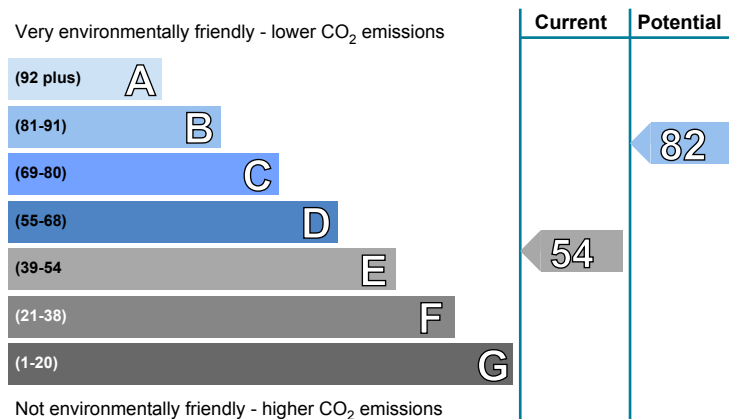 Very environmentally friendly - lower CO₂ emissions
Current
Potential
(92 plus) A
(81-91) B
(69-80) C
(55-68) D
(39-54 E
(21-38) F
(1-20) G
54
82
Not environmentally friendly - higher CO₂ emissions